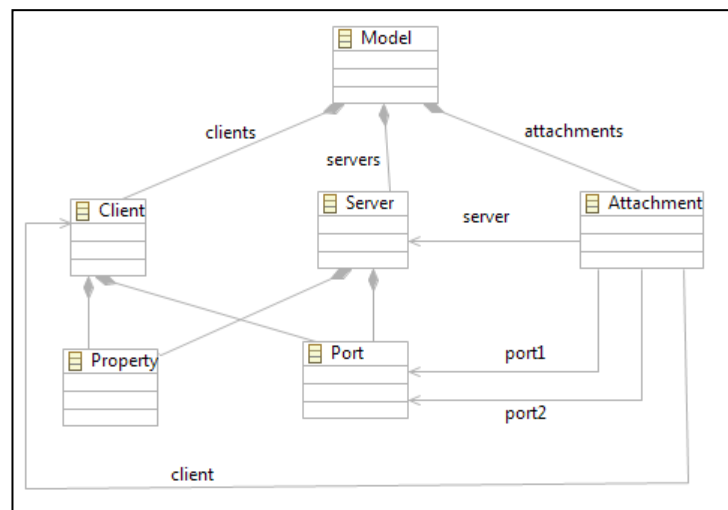 Model
clients
attachments
servers
Client
Server
Attachment
server
Property
Port
port1
port2
client